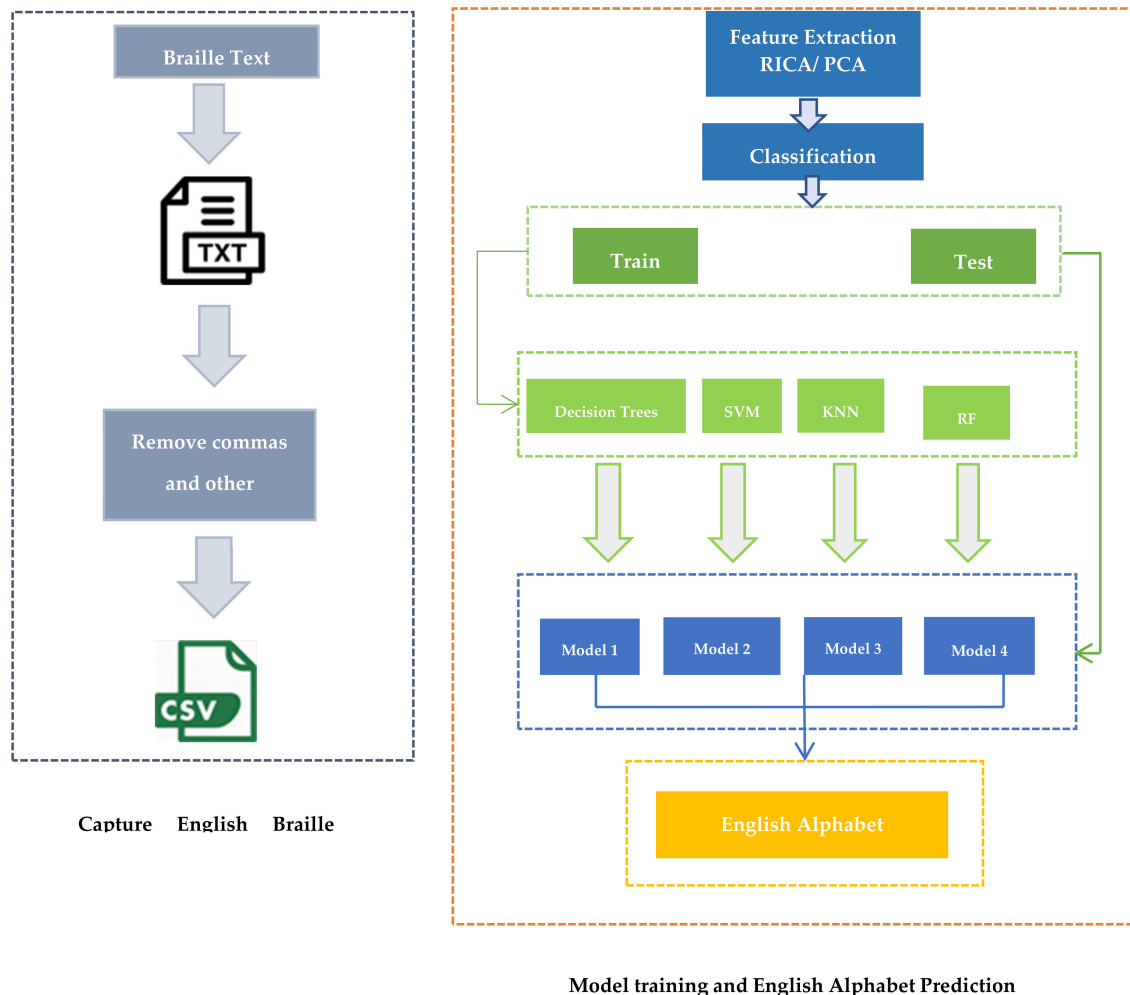 Braille Text
TXT
Remove commas
and other
CSV
Capture English Braille
Feature Extraction
RICA/ PCA
Classification
Train
Test
Decision Trees
SVM
KNN
RF
Model 1
Model 2
Model 3
Model 4
English Alphabet
Model training and English Alphabet Prediction